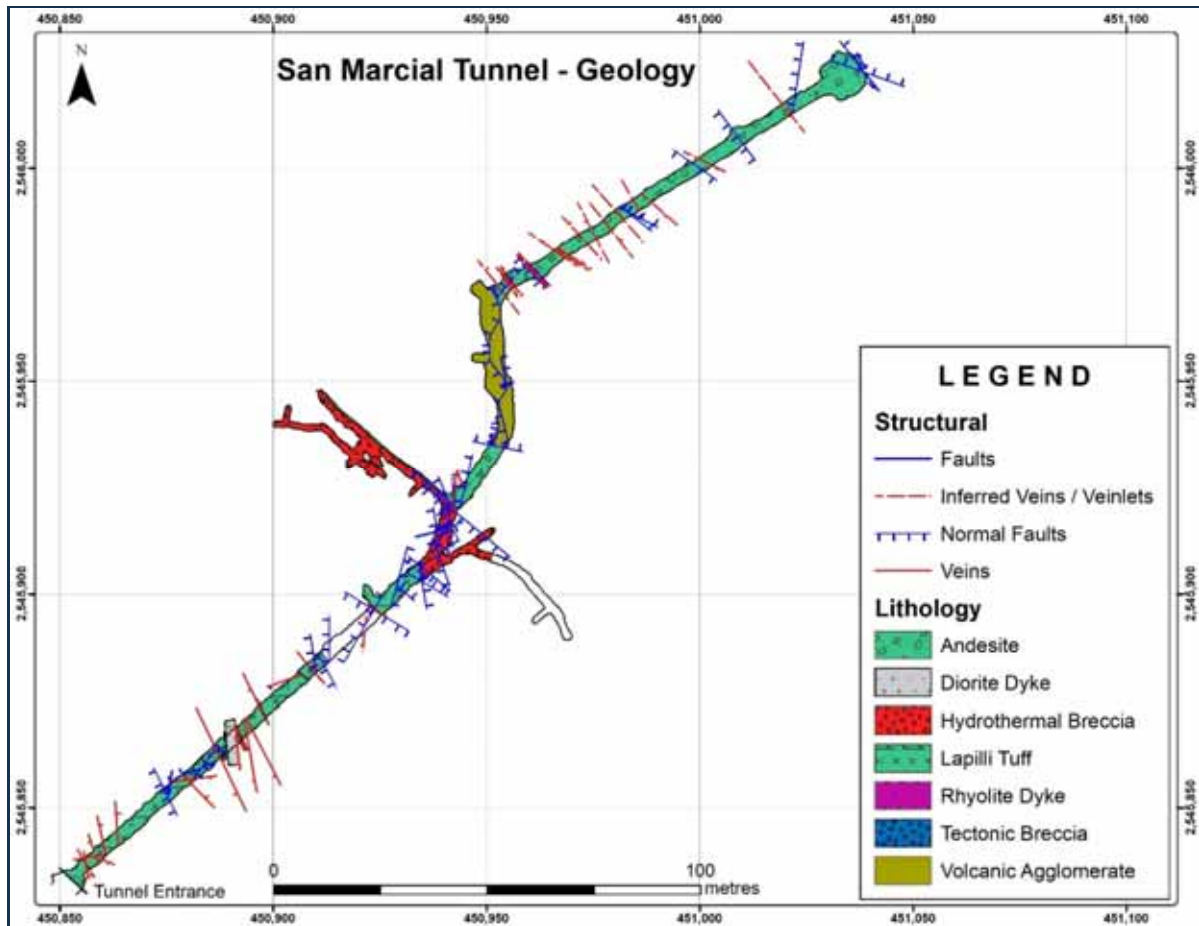 450,850 450,900 450,950 451,000 451,050 451,100
N
San Marcial Tunnel - Geology
2,546,000 2,546,000
2,545,950 2,545,950
2,545,900 2,545,900
2,545,850 2,545,850
LEGEND
Structural
Faults
Inferred Veins / Veinlets
Normal Faults
Veins
Lithology
Andesite
Diorite Dyke
Hydrothermal Breccia
Lapilli Tuff
Rhyolite Dyke
Tectonic Breccia
Volcanic Agglomerate
0 100
metres
Tunnel Entrance
450,850 450,900 450,950 451,000 451,050 451,100